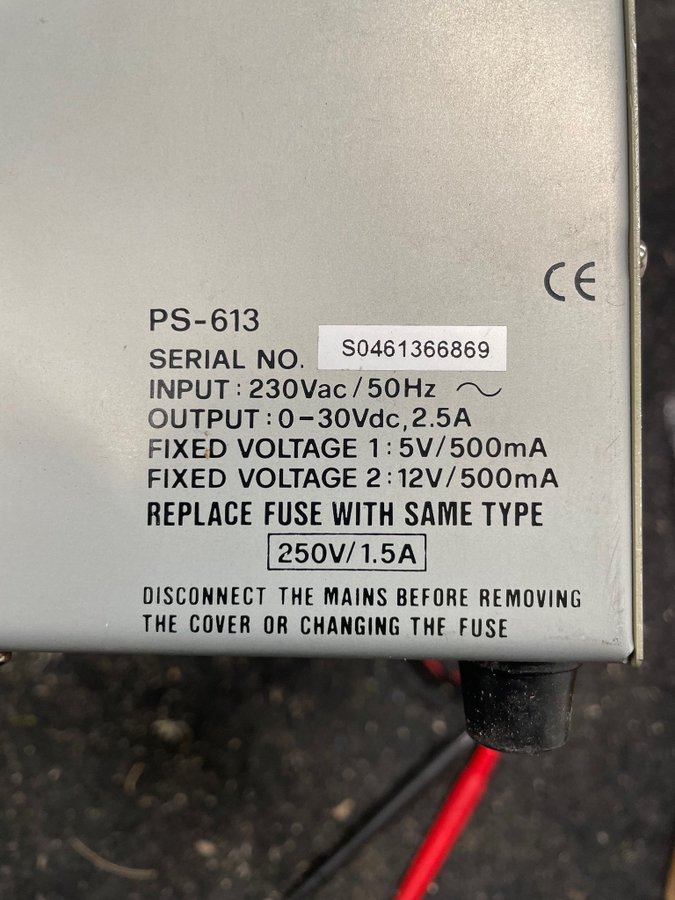 CE
PS-613
SERIAL NO. S0461366869
INPUT : 230Vac / 50Hz ~
OUTPUT : 0-30Vdc, 2.5A
FIXED VOLTAGE 1 : 5V/500mA
FIXED VOLTAGE 2 : 12V/500mA
REPLACE FUSE WITH SAME TYPE
250V/1.5A
DISCONNECT THE MAINS BEFORE REMOVING
THE COVER OR CHANGING THE FUSE